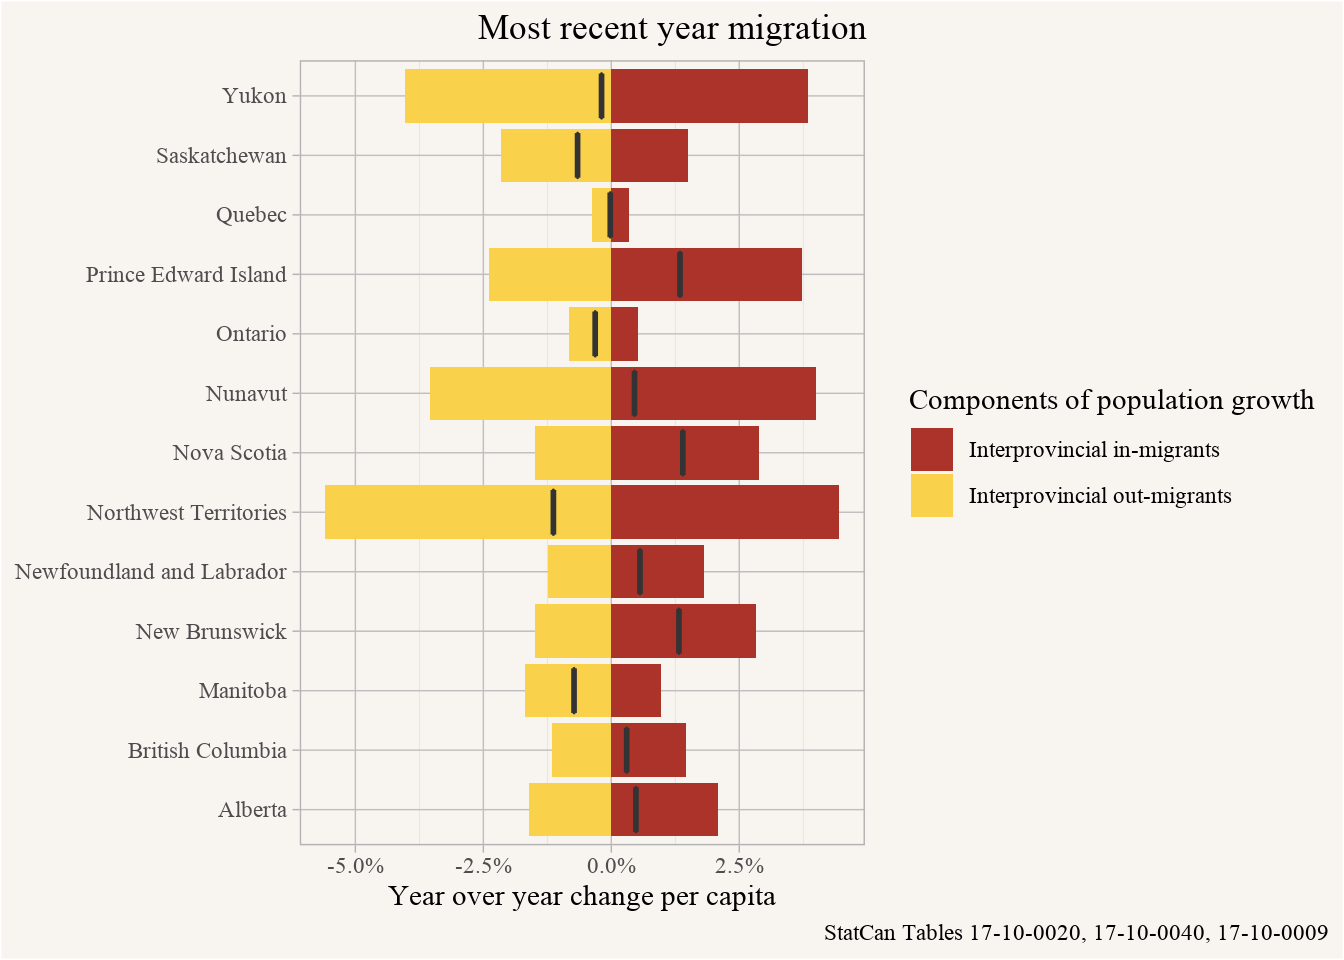 Most recent year migration
Yukon
Saskatchewan
Quebec
Prince Edward Island
Ontario
Nunavut
Nova Scotia
Northwest Territories
Newfoundland and Labrador
New Brunswick
Manitoba
British Columbia
Alberta
-5.0% -2.5% 0.0% 2.5%
Year over year change per capita
Components of population growth
Interprovincial in-migrants
Interprovincial out-migrants
StatCan Tables 17-10-0020, 17-10-0040, 17-10-0009